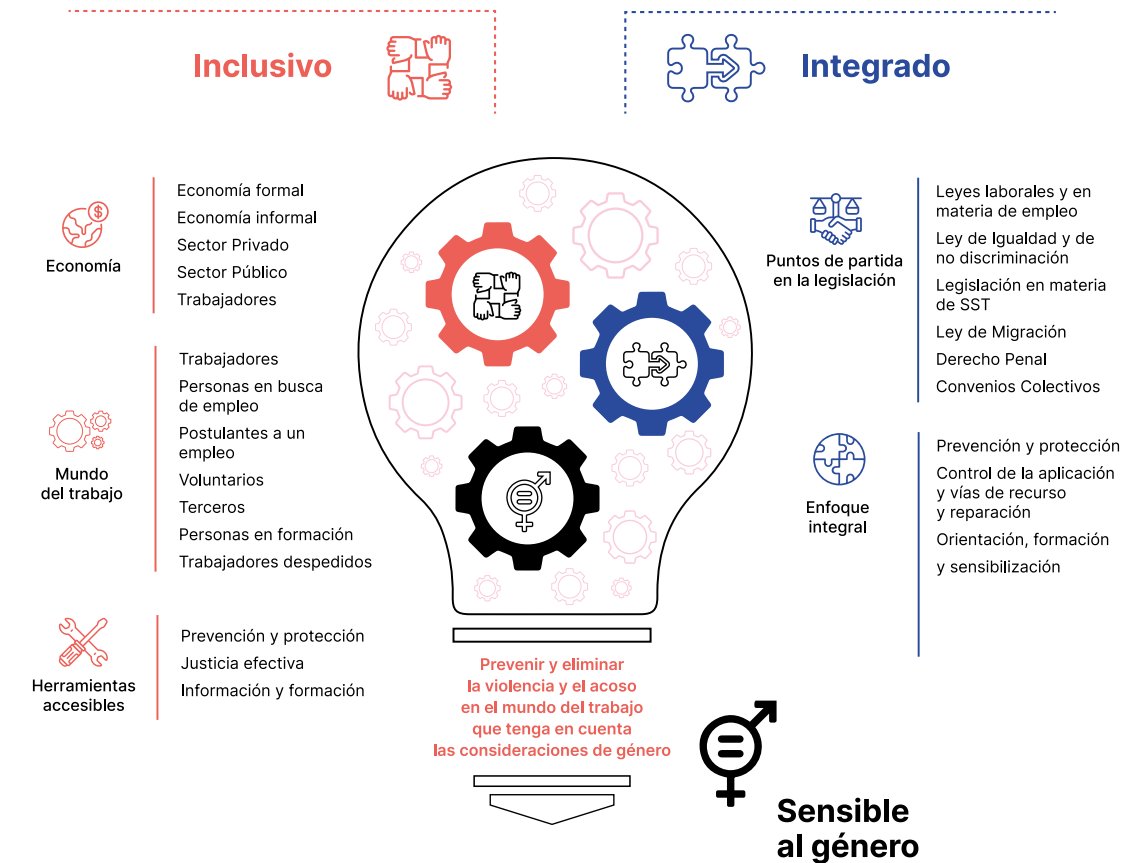 Inclusivo
Integrado
Economía
Economía formal
Economía informal
Sector Privado
Sector Público
Trabajadores
Mundo
del trabajo
Trabajadores
Personas en busca
de empleo
Postulantes a un
empleo
Voluntarios
Terceros
Personas en formación
Trabajadores despedidos
Herramientas
accesibles
Prevención y protección
Justicia efectiva
Información y formación
Puntos de partida
en la legislación
Leyes laborales y en
materia de empleo
Ley de Igualdad y de
no discriminación
Legislación en materia
de SST
Ley de Migración
Derecho Penal
Convenios Colectivos
Enfoque
integral
Prevención y protección
Control de la aplicación
y vías de recurso
y reparación
Orientación, formación
y sensibilización
Prevenir y eliminar
la violencia y el acoso
en el mundo del trabajo
que tenga en cuenta
las consideraciones de género
Sensible
al género